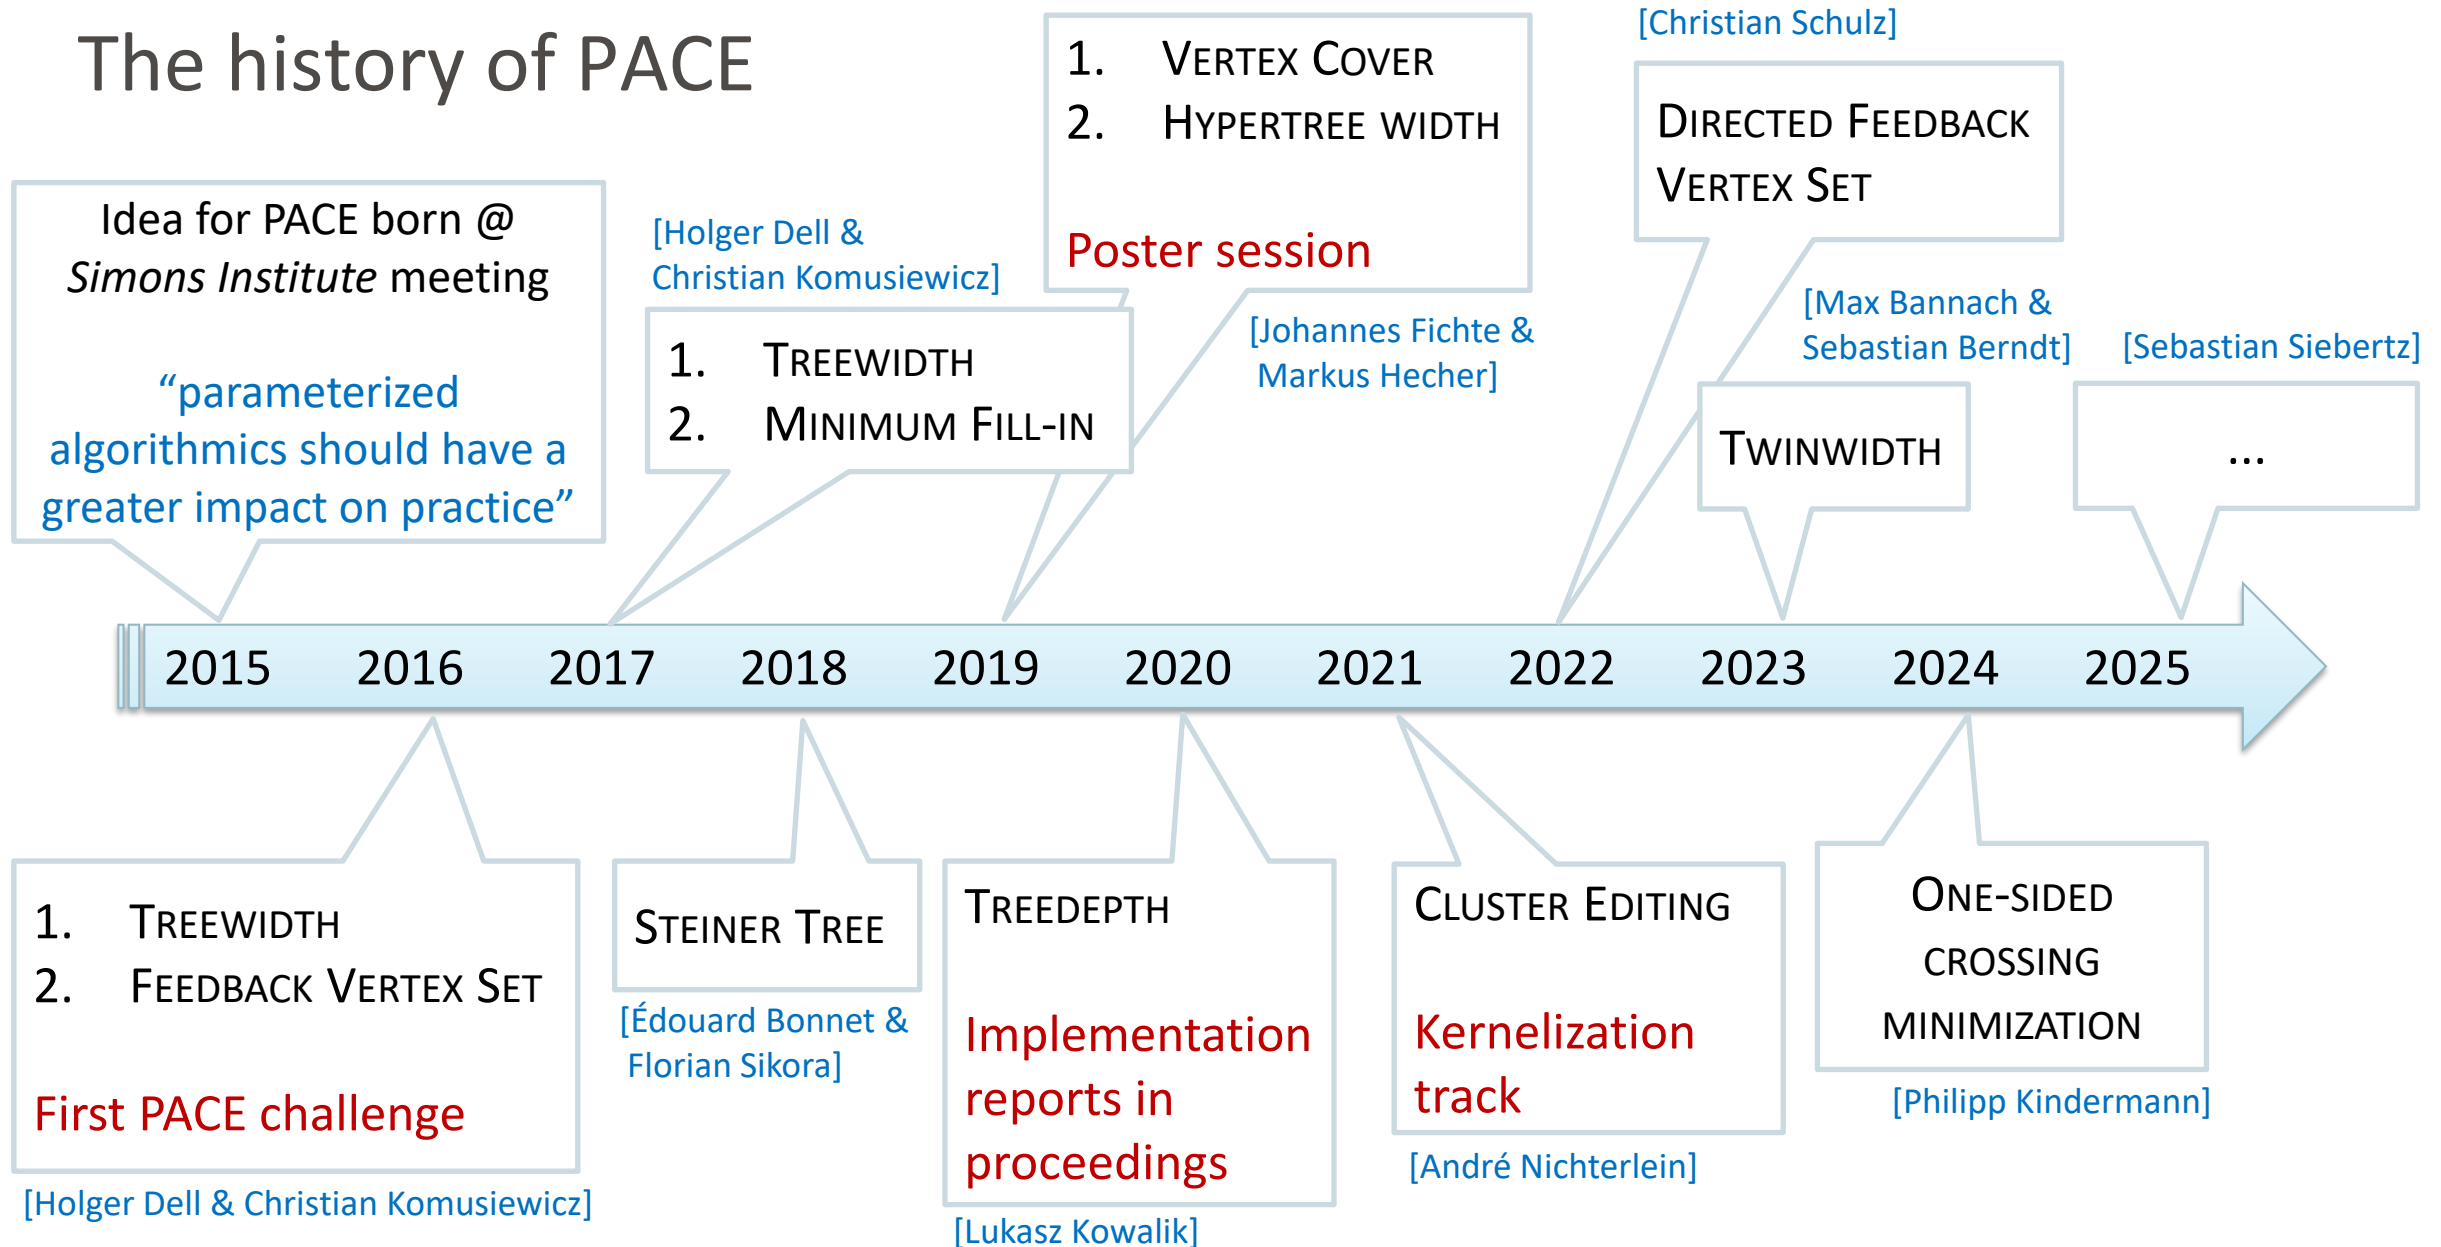 The history of PACE
Idea for PACE born @
Simons Institute meeting
“parameterized
algorithmics should have a
greater impact on practice”
[Holger Dell &
Christian Komusiewicz]
1. TREEWIDTH
2. MINIMUM FILL-IN
1. VERTEX COVER
2. HYPERTREE WIDTH
Poster session
[Johannes Fichte &
Markus Hecher]
[Christian Schulz]
DIRECTED FEEDBACK
VERTEX SET
[Max Bannach &
Sebastian Berndt]
TWINWIDTH
[Sebastian Siebertz]
...
2015 2016 2017 2018 2019 2020 2021 2022 2023 2024 2025
1. TREEWIDTH
2. FEEDBACK VERTEX SET
First PACE challenge
[Holger Dell & Christian Komusiewicz]
STEINER TREE
[Édouard Bonnet &
Florian Sikora]
TREEDEPTH
Implementation
reports in
proceedings
[Lukasz Kowalik]
CLUSTER EDITING
Kernelization
track
[André Nichterlein]
ONE-SIDED
CROSSING
MINIMIZATION
[Philipp Kindermann]